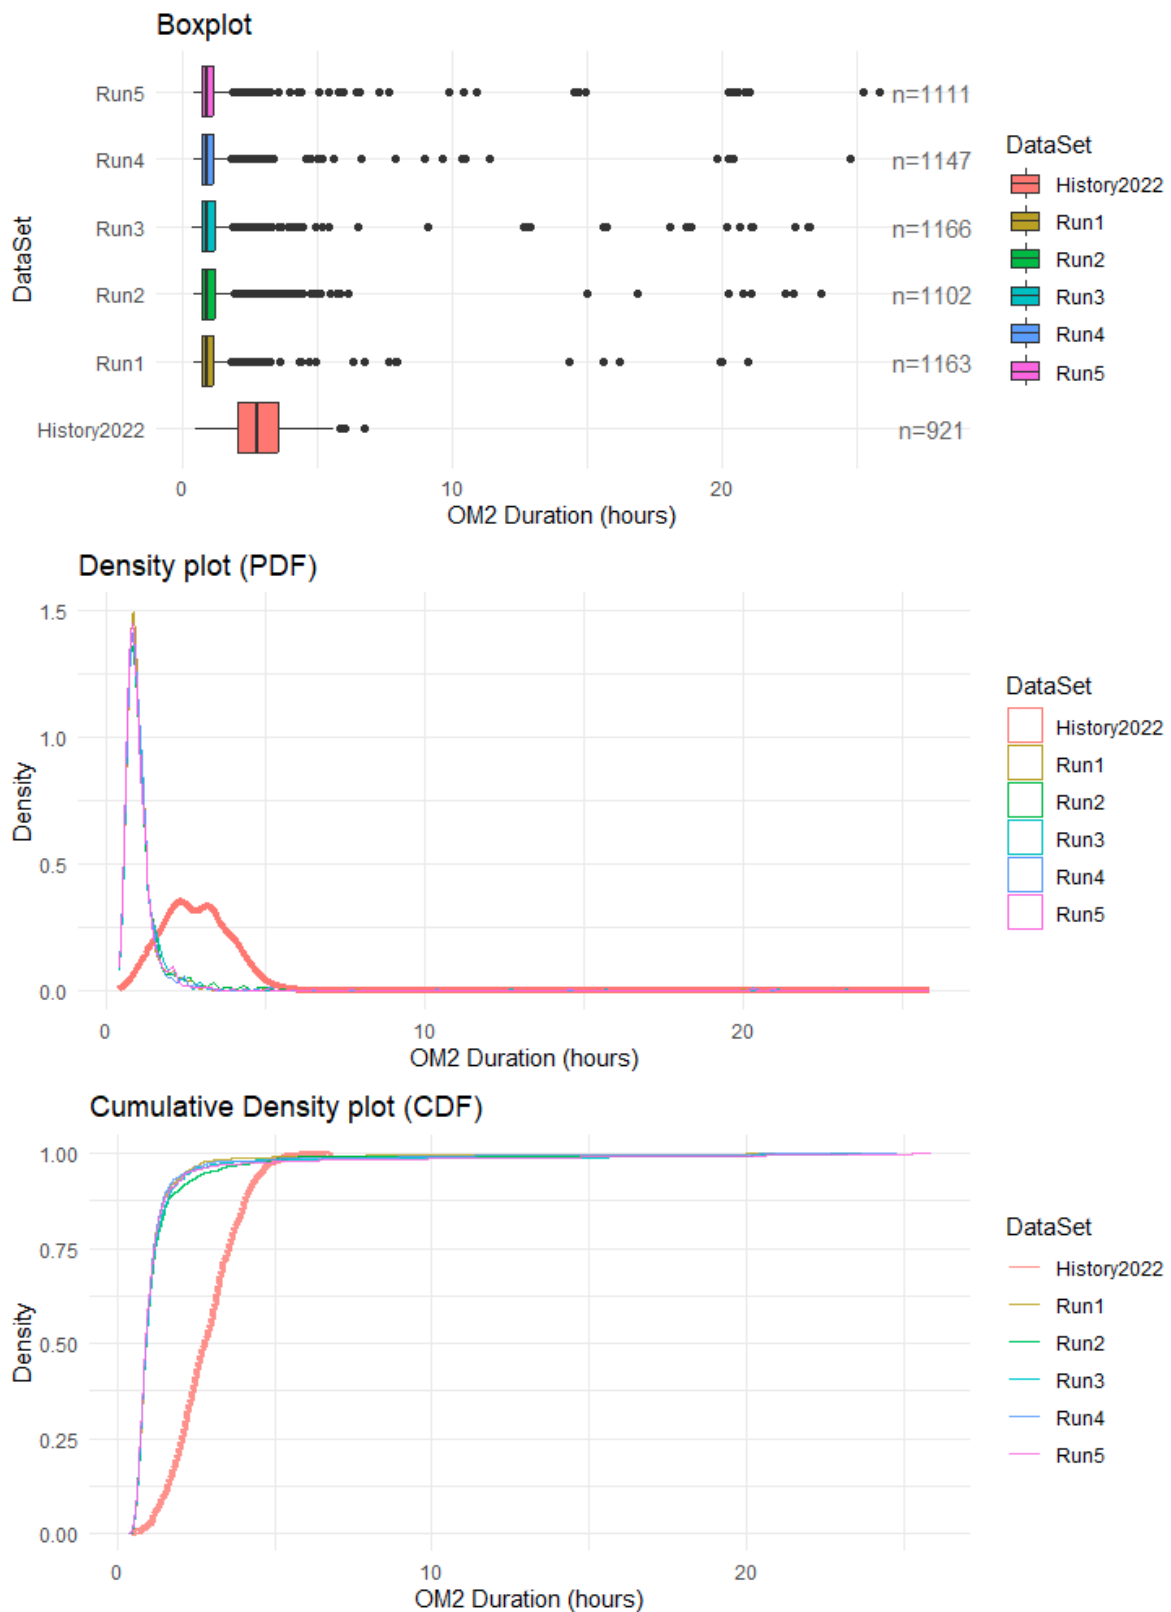 Boxplot
DataSet
Run5
Run4
Run3
Run2
Run1
History2022
n=1111
n=1147
n=1166
n=1102
n=1163
n=921
0
10
20
OM2 Duration (hours)
DataSet
History2022
Run1
Run2
Run3
Run4
Run5
Density plot (PDF)
Density
1.5
1.0
0.5
0.0
0
10
20
OM2 Duration (hours)
DataSet
History2022
Run1
Run2
Run3
Run4
Run5
Cumulative Density plot (CDF)
Density
1.00
0.75
0.50
0.25
0.00
0
10
20
OM2 Duration (hours)
DataSet
History2022
Run1
Run2
Run3
Run4
Run5